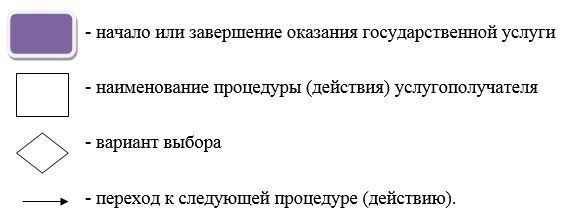 - начало или завершение оказания государственной услуги
- наименование процедуры (действия) услугополучателя
- вариант выбора
- переход к следующей процедуре (действию).